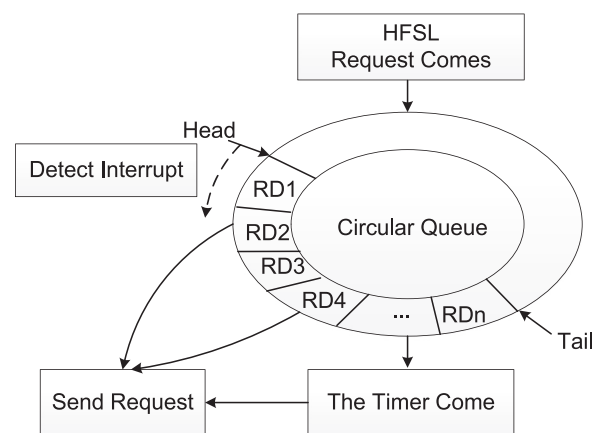 HFSL
Request Comes
Head
Detect Interrupt
RD1
RD2
RD3
RD4
...
RDn
Circular Queue
Tail
Send Request
The Timer Come